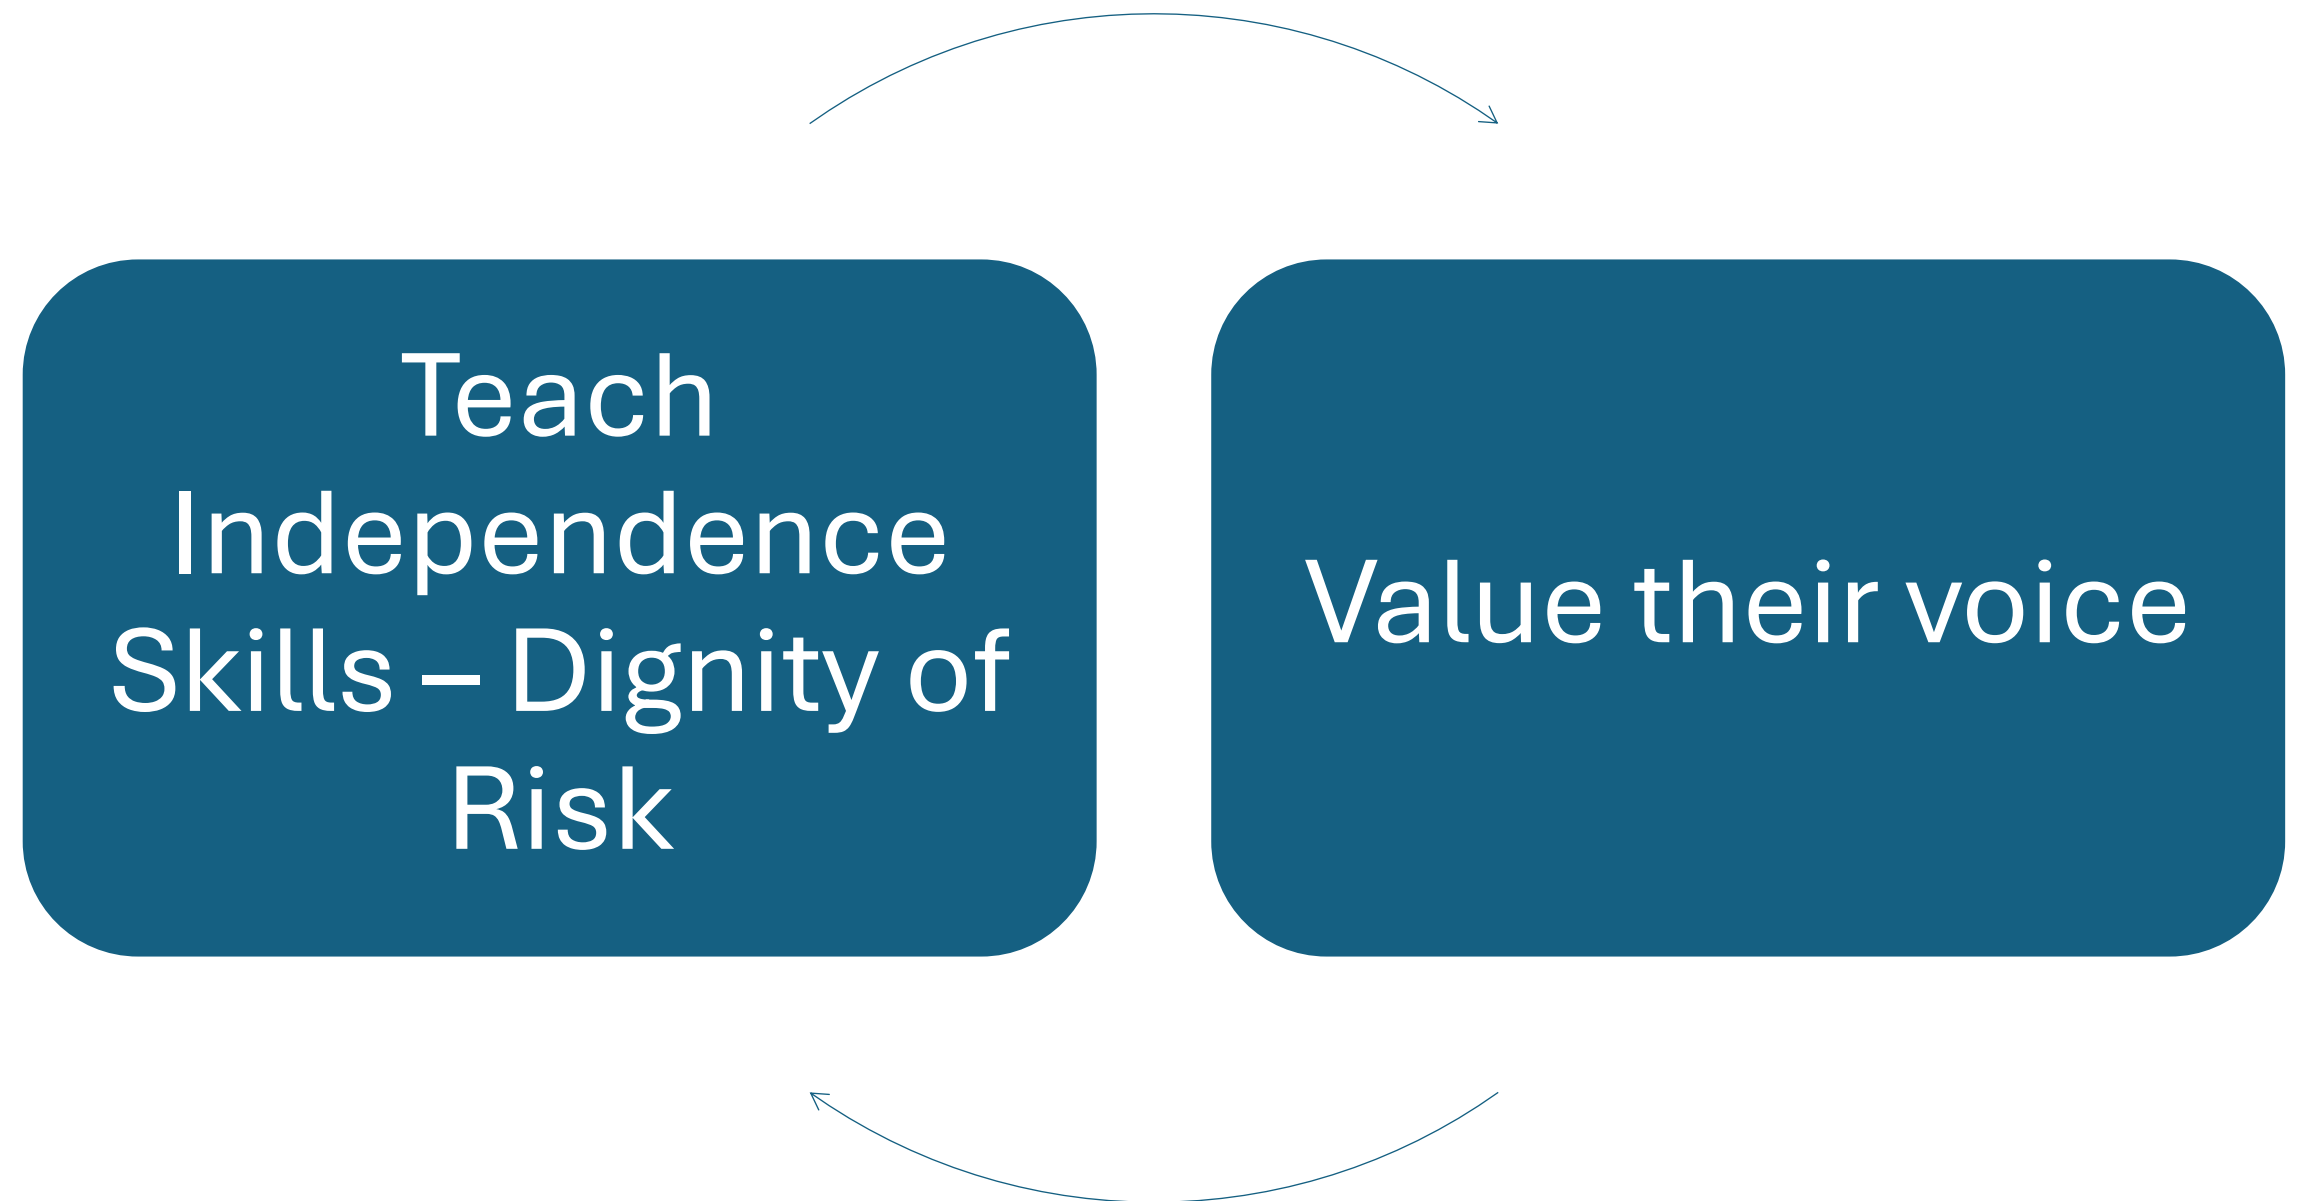 Teach
Independence
Skills – Dignity of
Risk
Value their voice